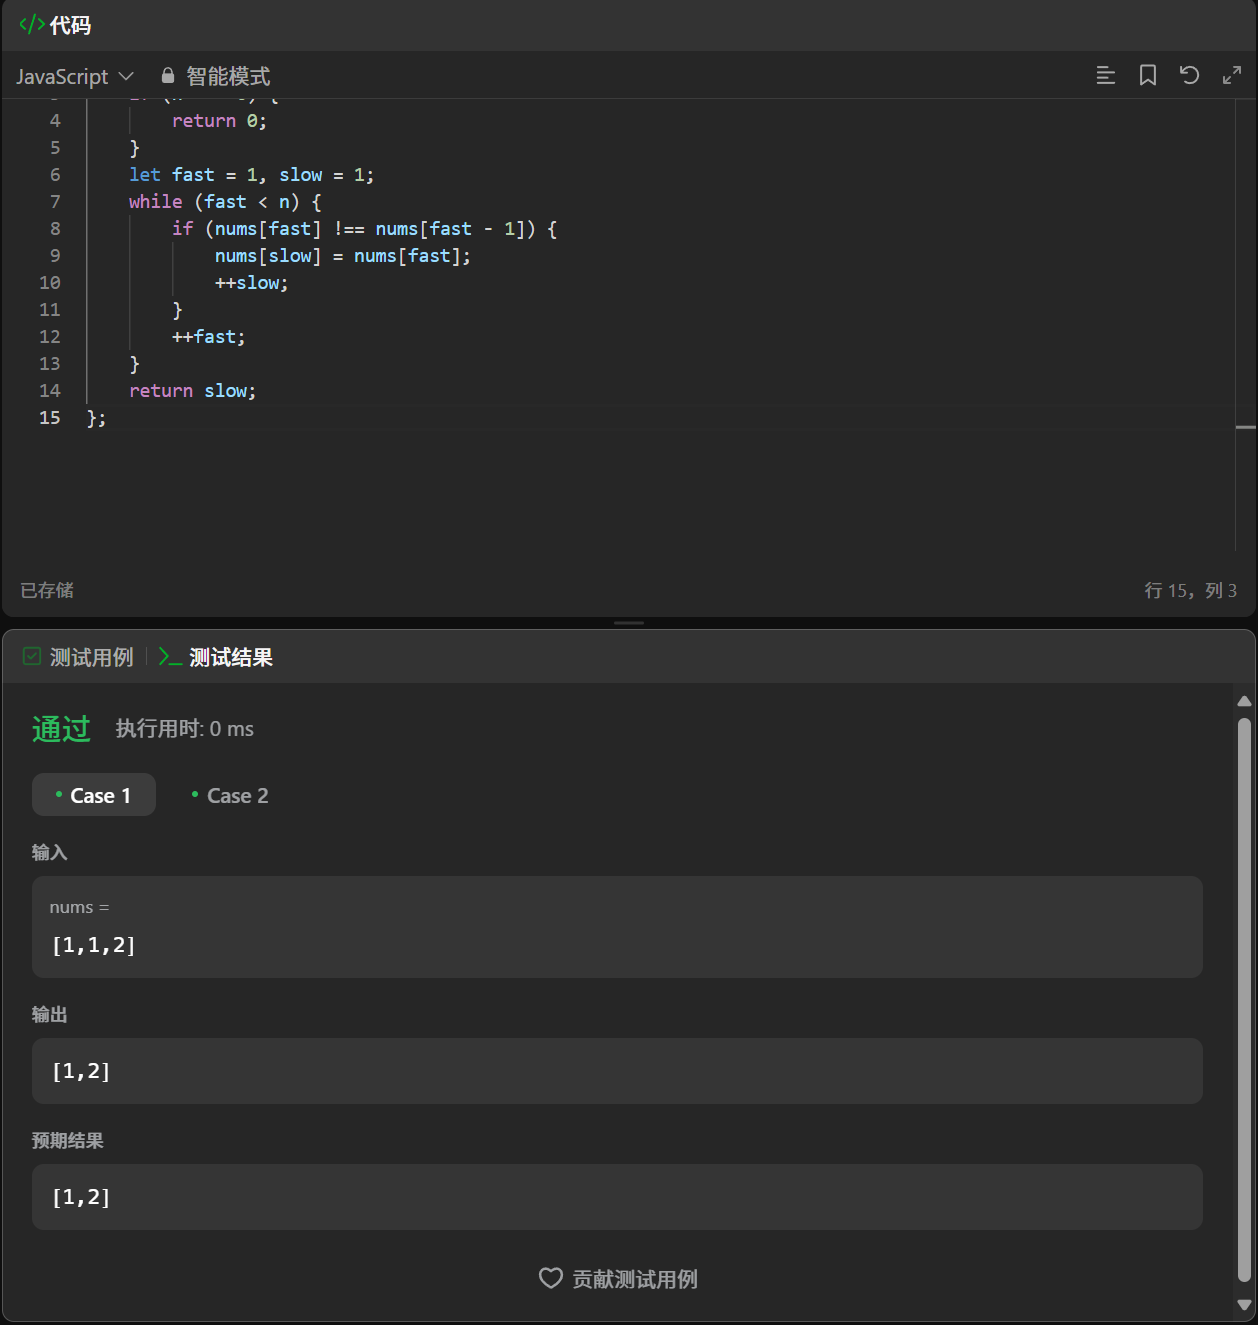 </> 代码
JavaScript 智能模式
4 return 0;
5 }
6 let fast = 1, slow = 1;
7 while (fast < n) {
8 if (nums[fast] !== nums[fast - 1]) {
9 nums[slow] = nums[fast];
10 ++slow;
11 }
12 ++fast;
13 }
14 return slow;
15 };
已存储 行 15，列 3
测试用例 >_ 测试结果
通过 执行用时: 0 ms
• Case 1 • Case 2
输入
nums =
[1,1,2]
输出
[1,2]
预期结果
[1,2]
贡献测试用例